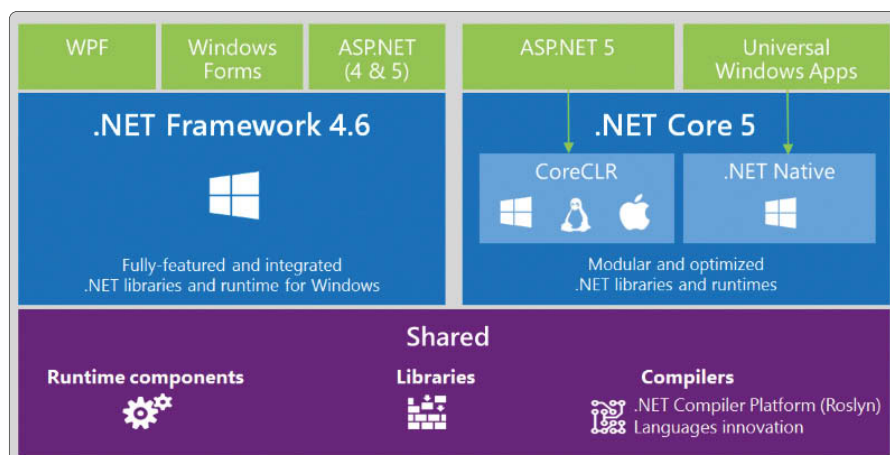 WPF
Windows
Forms
ASP.NET
(4 & 5)
ASP.NET 5
Universal
Windows Apps
.NET Framework 4.6
Fully-featured and integrated
.NET libraries and runtime for Windows
.NET Core 5
CoreCLR
.NET Native
Modular and optimized
.NET libraries and runtimes
Shared
Runtime components
Libraries
Compilers
.NET Compiler Platform (Roslyn)
Languages innovation